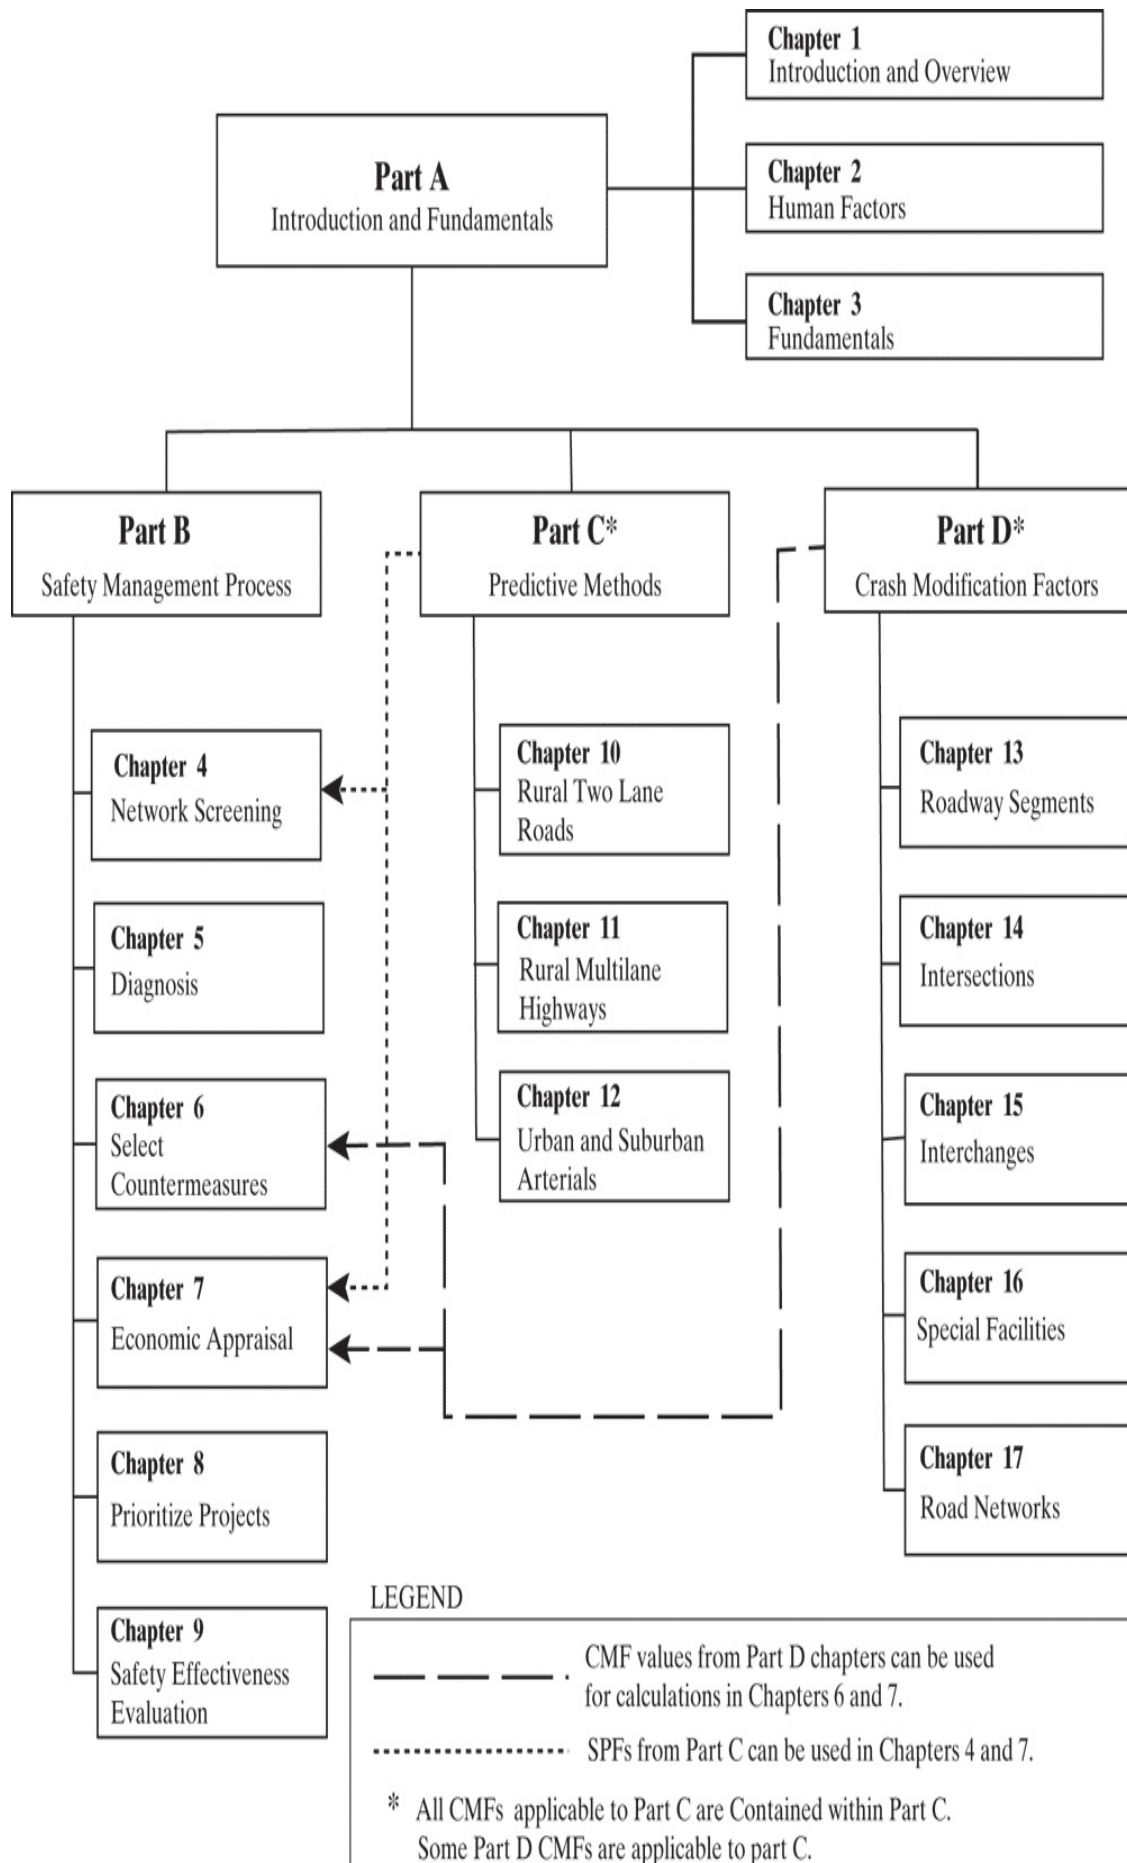 Chapter 1
Introduction and Overview
Part A
Introduction and Fundamentals
Chapter 2
Human Factors
Chapter 3
Fundamentals
Part B
Safety Management Process
Part C*
Predictive Methods
Part D*
Crash Modification Factors
Chapter 4
Network Screening
Chapter 5
Diagnosis
Chapter 6
Select
Countermeasures
Chapter 7
Economic Appraisal
Chapter 8
Prioritize Projects
Chapter 9
Safety Effectiveness
Evaluation
Chapter 10
Rural Two Lane
Roads
Chapter 11
Rural Multilane
Highways
Chapter 12
Urban and Suburban
Arterials
Chapter 13
Roadway Segments
Chapter 14
Intersections
Chapter 15
Interchanges
Chapter 16
Special Facilities
Chapter 17
Road Networks
LEGEND
CMF values from Part D chapters can be used
for calculations in Chapters 6 and 7.
SPFs from Part C can be used in Chapters 4 and 7.
* All CMFs applicable to Part C are Contained within Part C.
Some Part D CMFs are applicable to part C.